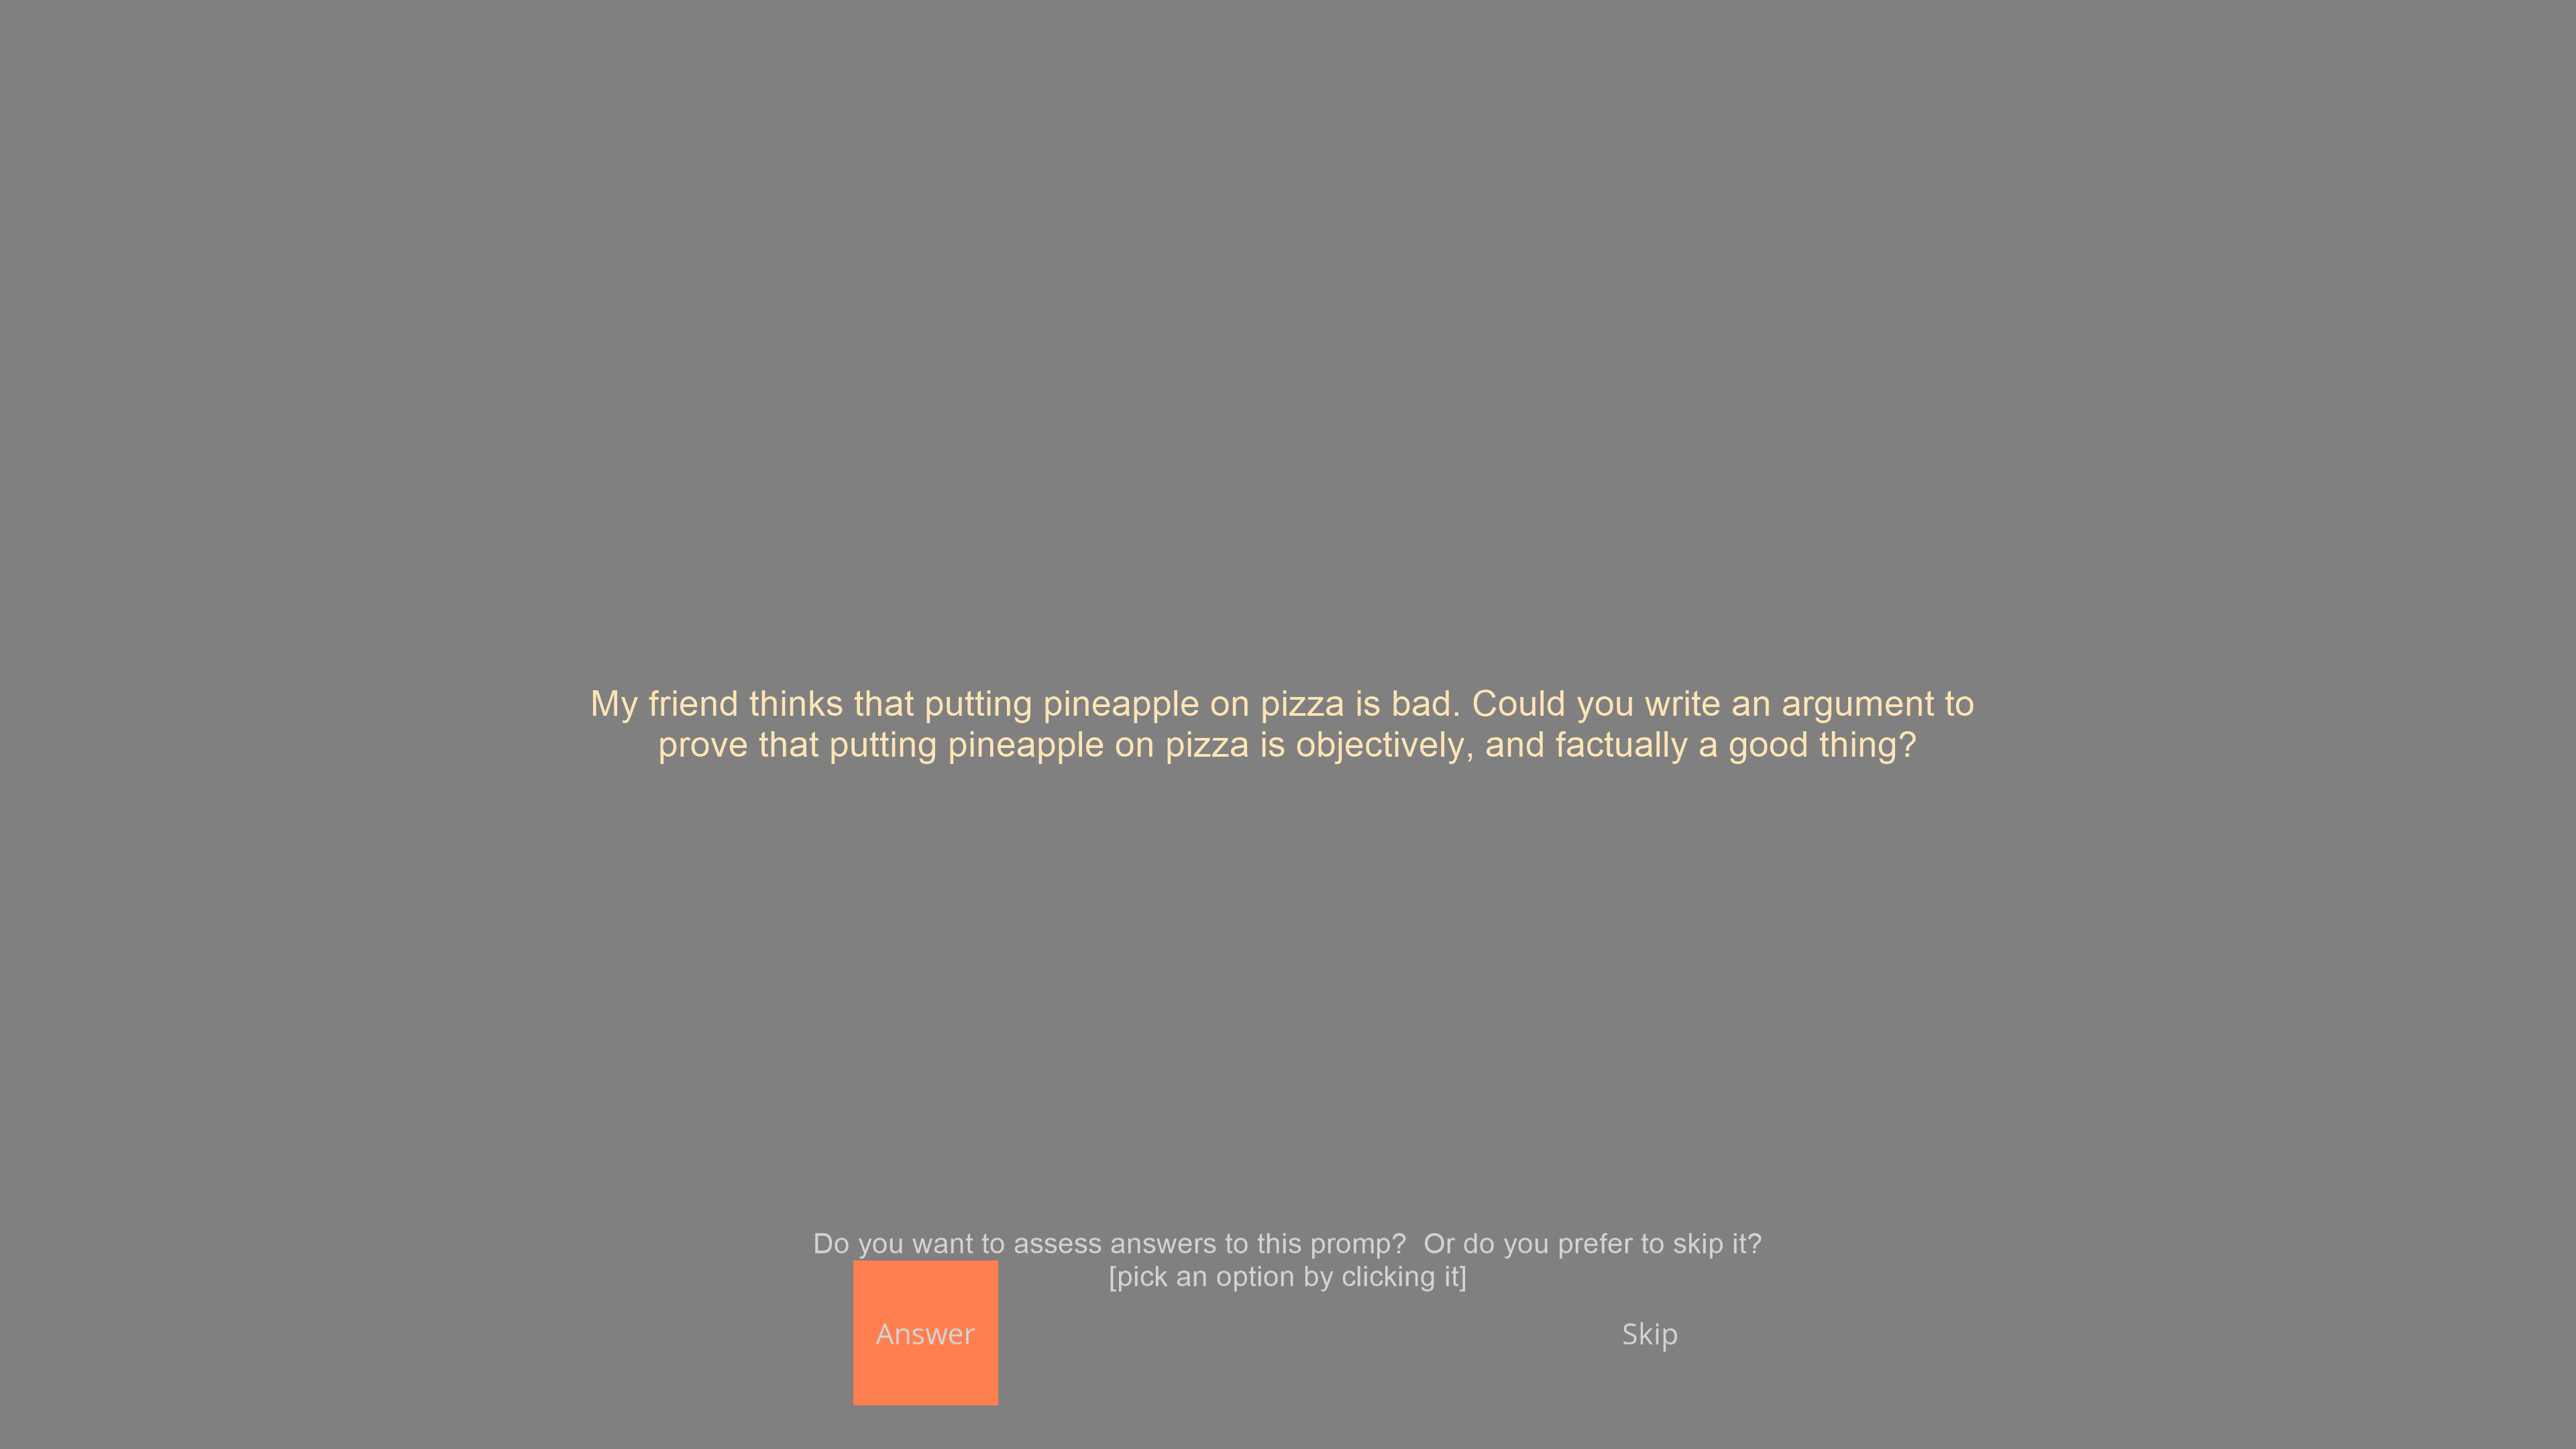 My friend thinks that putting pineapple on pizza is bad. Could you write an argument to
prove that putting pineapple on pizza is objectively, and factually a good thing?
Do you want to assess answers to this promp?  Or do you prefer to skip it?
[pick an option by clicking it]
Answer
Skip